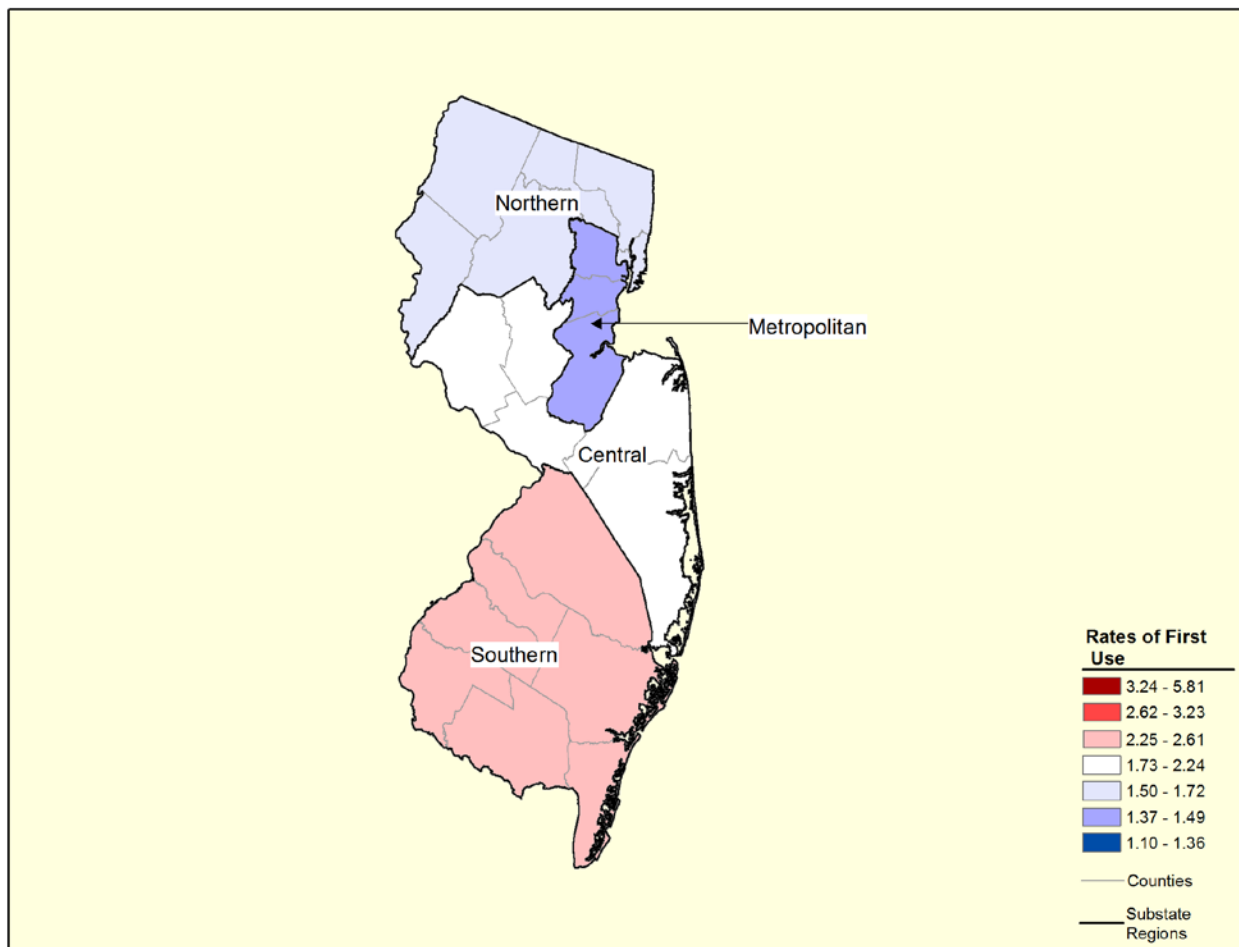 Northern
Metropolitan
Central
Southern
Rates of First
Use
3.24 - 5.81
2.62 - 3.23
2.25 - 2.61
1.73 - 2.24
1.50 - 1.72
1.37 - 1.49
1.10 - 1.36
Counties
Substate
Regions